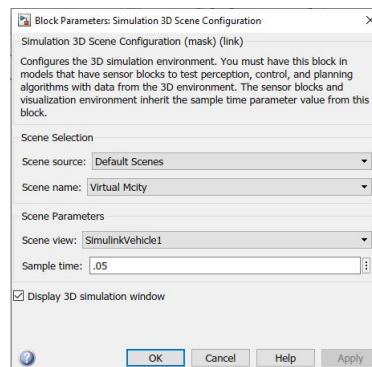 Block Parameters: Simulation 3D Scene Configuration
Simulation 3D Scene Configuration (mask) (link)
Configures the 3D simulation environment. You must have this block in
models that have sensor blocks to test perception, control, and planning
algorithms with data from the 3D environment. The sensor blocks and
visualization environment inherit the sample time parameter value from this
block.
Scene Selection
Scene source: Default Scenes
Scene name: Virtual Mcity
Scene Parameters
Scene view: SimulinkVehicle1
Sample time: .05
Display 3D simulation window
OK Cancel Help Apply